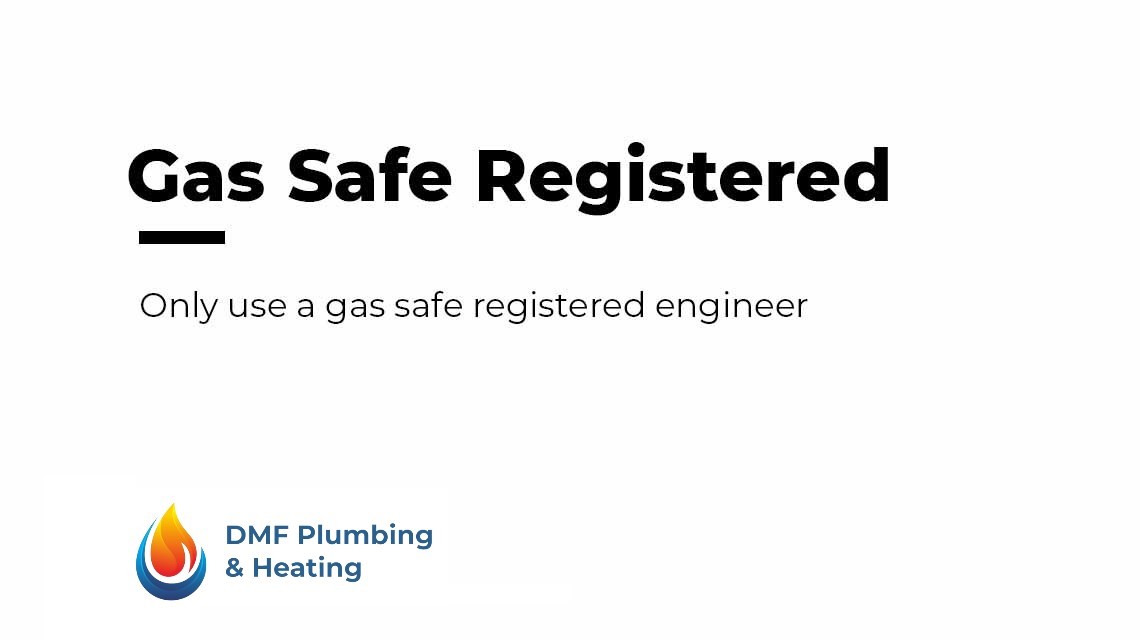 Gas Safe Registered
Only use a gas safe registered engineer
DMF Plumbing
& Heating